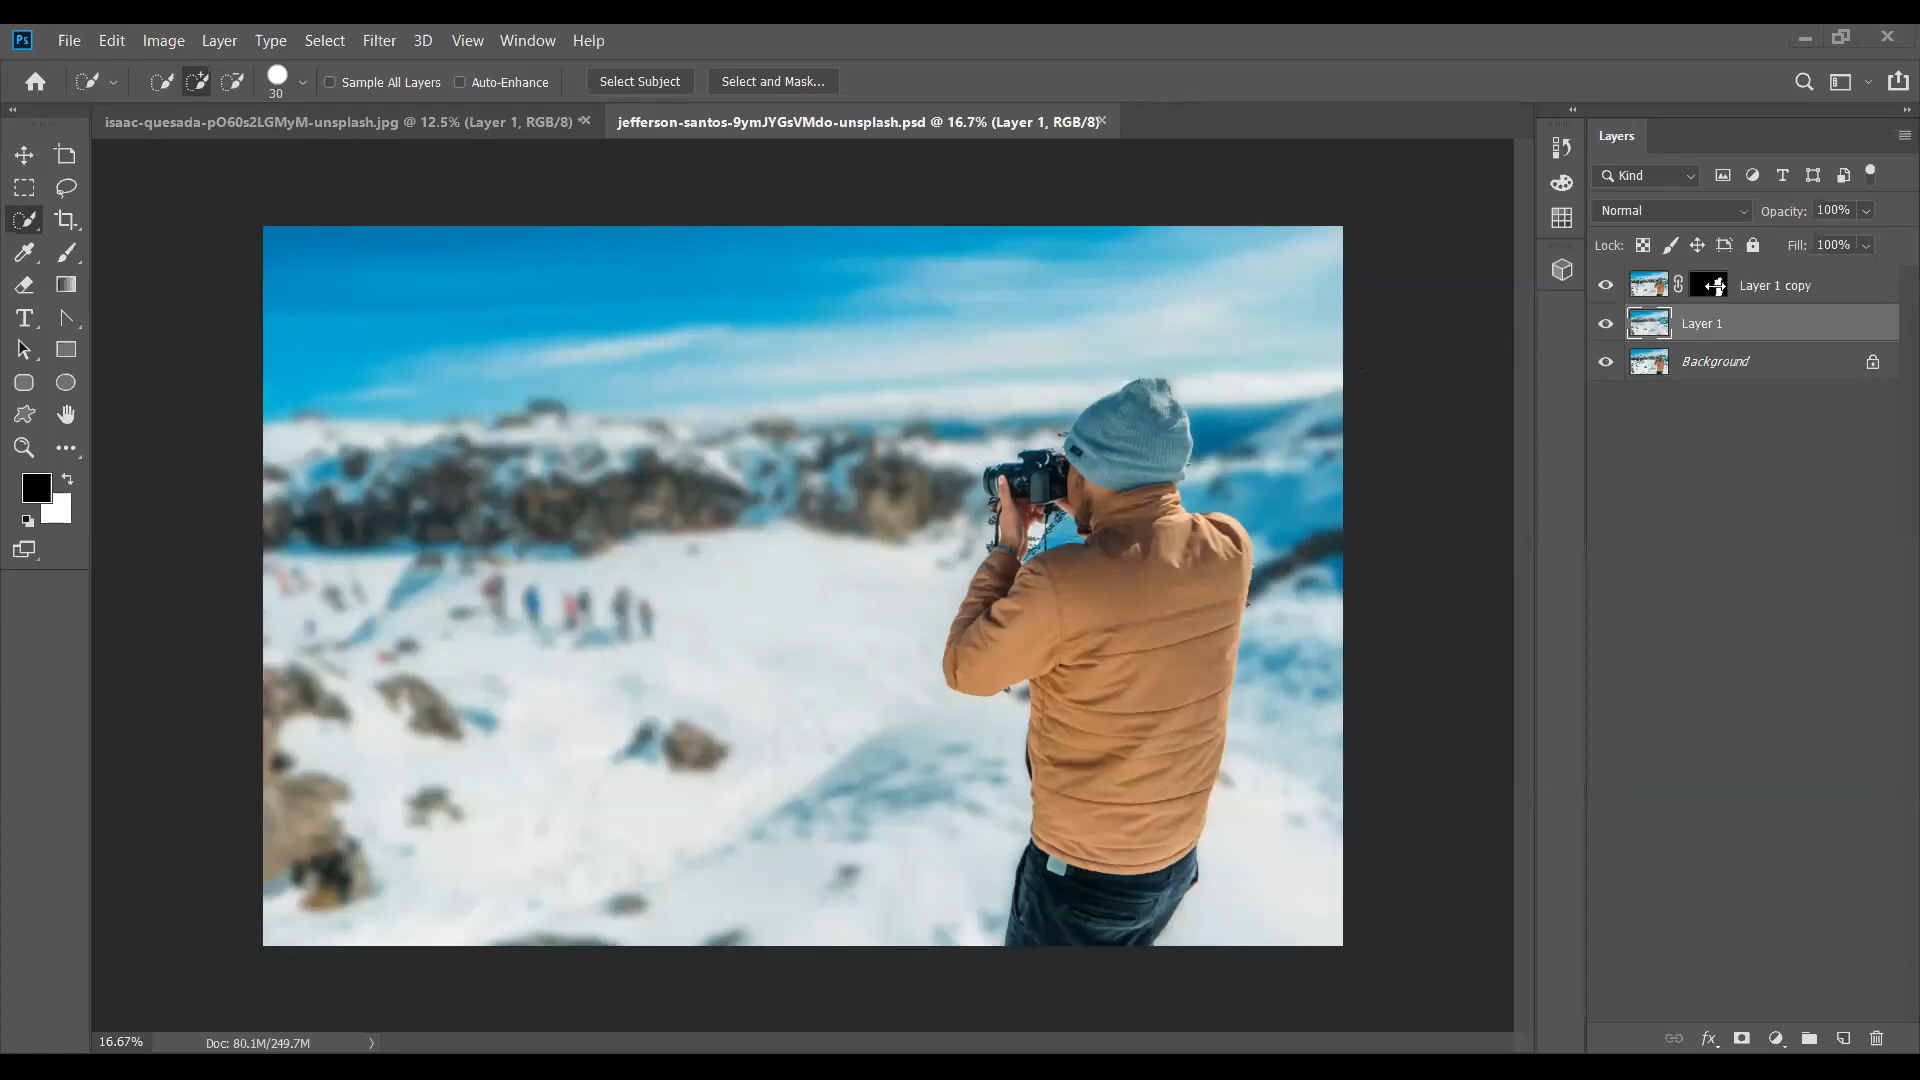 Ps File Edit Image Layer Type Select Filter 3D View Window Help
30 Sample All Layers Auto-Enhance Select Subject Select and Mask...
isaac-quesada-pO60s2LGMyM-unsplash.jpg @ 12.5% (Layer 1, RGB/8) *
jefferson-santos-9ymJYGsVMdo-unsplash.psd @ 16.7% (Layer 1, RGB/8)
Layers
Kind
Normal Opacity: 100%
Lock: Fill: 100%
Layer 1 copy
Layer 1
Background
16.67% Doc: 80.1M/249.7M
fx